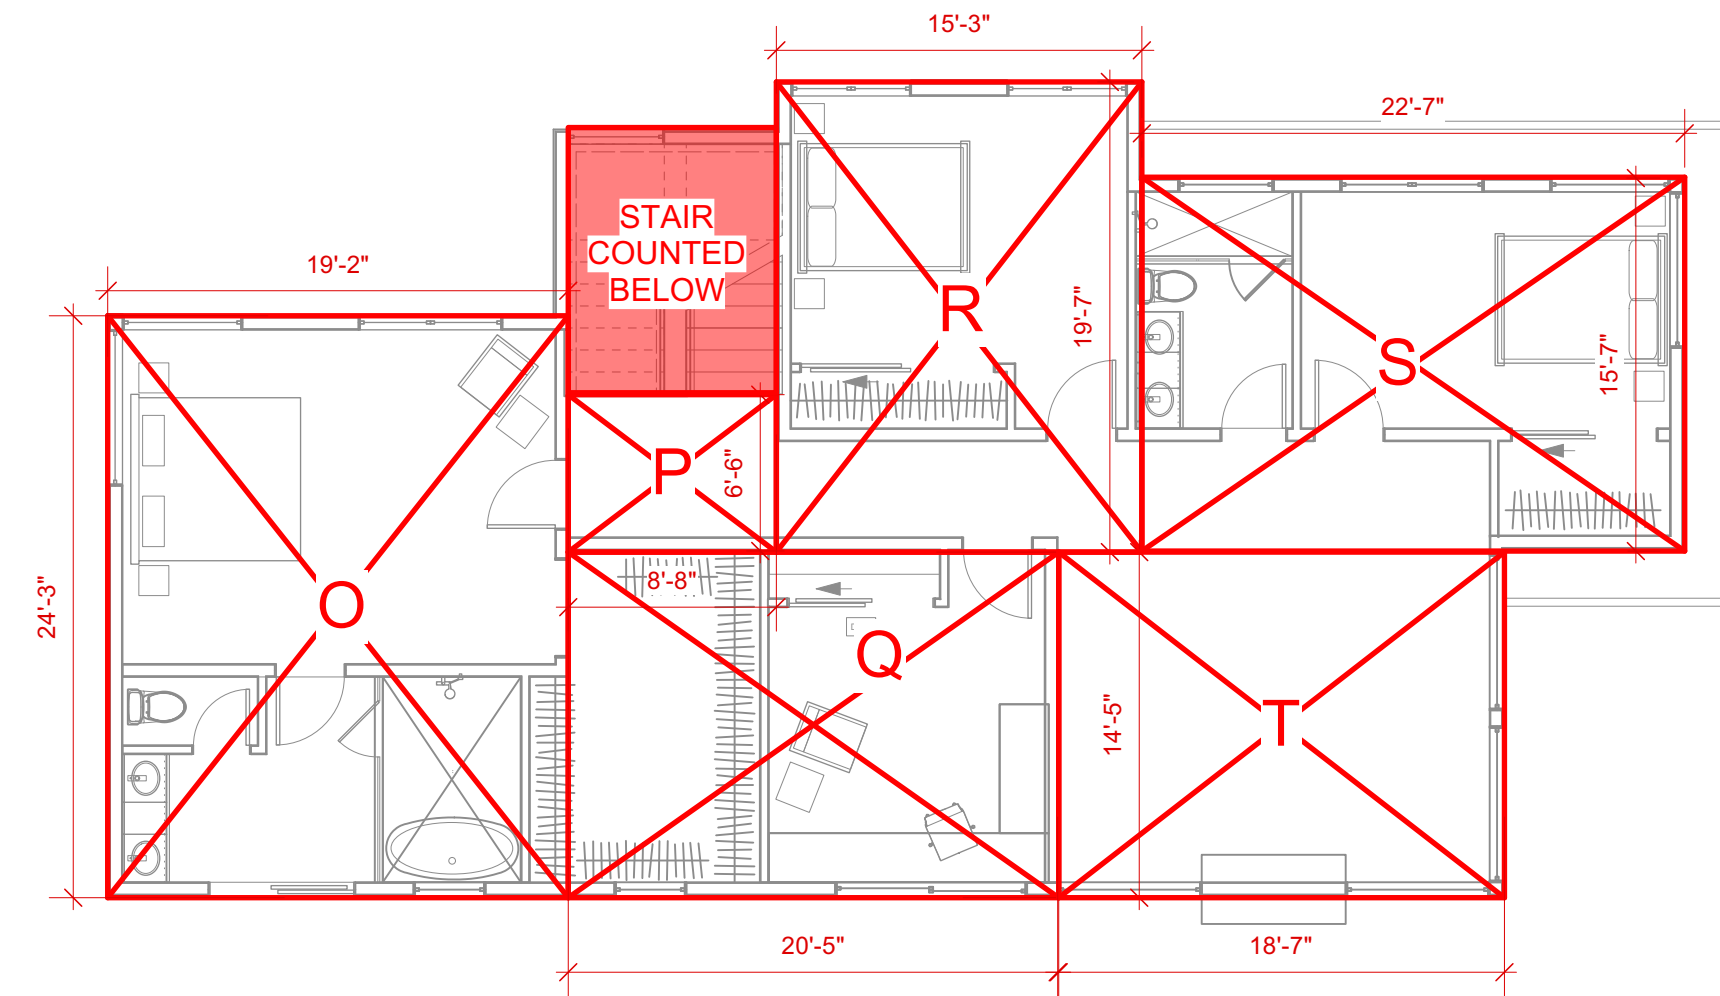 15'-3"
22'-7"
STAIR
COUNTED
BELOW
19'-2"
R
19'-7"
S
15'-7"
P
6'-6"
8'-8"
24'-3"
O
Q
14'-5"
T
20'-5"
18'-7"